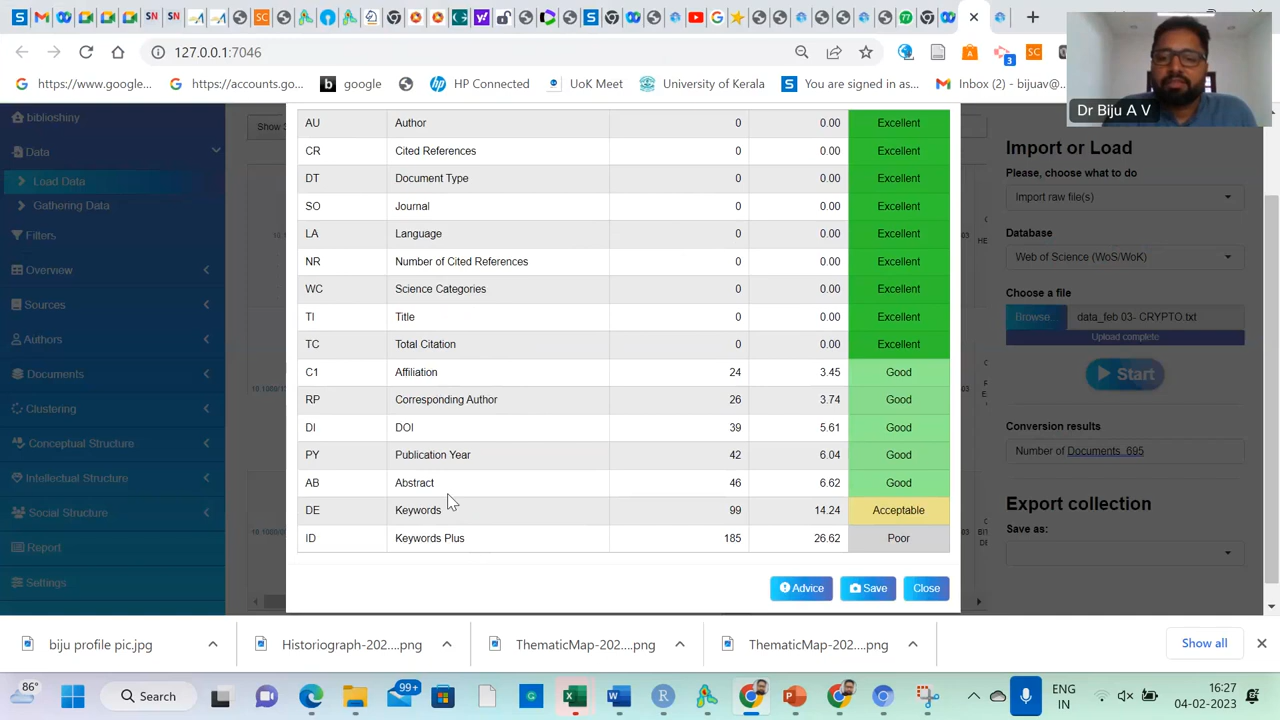 127.0.0.1:7046
https://www.google...
https://accounts.go...
google
HP Connected
UoK Meet
University of Kerala
You are signed in as...
Inbox (2) - bijuav@...
Dr Biju A V
biblioshiny
Data
Load Data
Gathering Data
Filters
Overview
Sources
Authors
Documents
Clustering
Conceptual Structure
Intellectual Structure
Social Structure
Report
Settings
AU Author 0 0.00 Excellent
CR Cited References 0 0.00 Excellent
DT Document Type 0 0.00 Excellent
SO Journal 0 0.00 Excellent
LA Language 0 0.00 Excellent
NR Number of Cited References 0 0.00 Excellent
WC Science Categories 0 0.00 Excellent
TI Title 0 0.00 Excellent
TC Total Citation 0 0.00 Excellent
C1 Affiliation 24 3.45 Good
RP Corresponding Author 26 3.74 Good
DI DOI 39 5.61 Good
PY Publication Year 42 6.04 Good
AB Abstract 46 6.62 Good
DE Keywords 99 14.24 Acceptable
ID Keywords Plus 185 26.62 Poor
Advice
Save
Close
Import or Load
Please, choose what to do
Import raw file(s)
Database
Web of Science (WoS/WoK)
Choose a file
Browse... data_feb 03- CRYPTO.txt
Upload complete
Start
Conversion results
Number of Documents 695
Export collection
Save as:
biju profile pic.jpg
Historiograph-202....png
ThematicMap-202....png
ThematicMap-202....png
Show all
86°
Search
99+
ENG
IN
16:27
04-02-2023